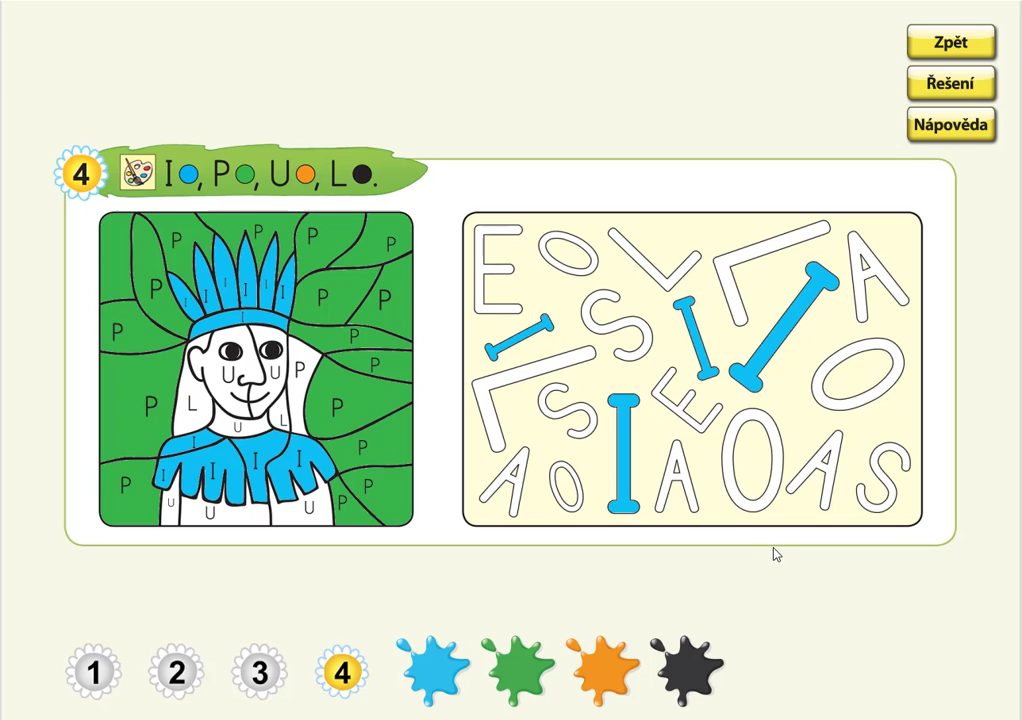 Zpět
Řešení
Nápověda
4 I, P, U, L.
P P P P
P I I I I I I P P
P I P
P P
U U P
P L P
U L
I P
P I I I I P P
U U U
E O L L A
I S I I
L S E O
A O I A O A S
1 2 3 4